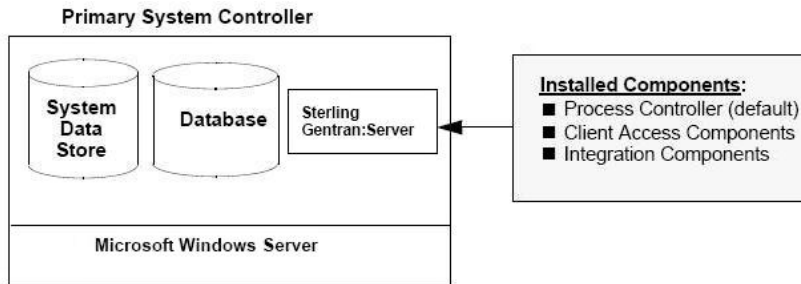 Primary System Controller
System
Data
Store
Database
Sterling
Gentran:Server
Microsoft Windows Server
Installed Components:
■ Process Controller (default)
■ Client Access Components
■ Integration Components